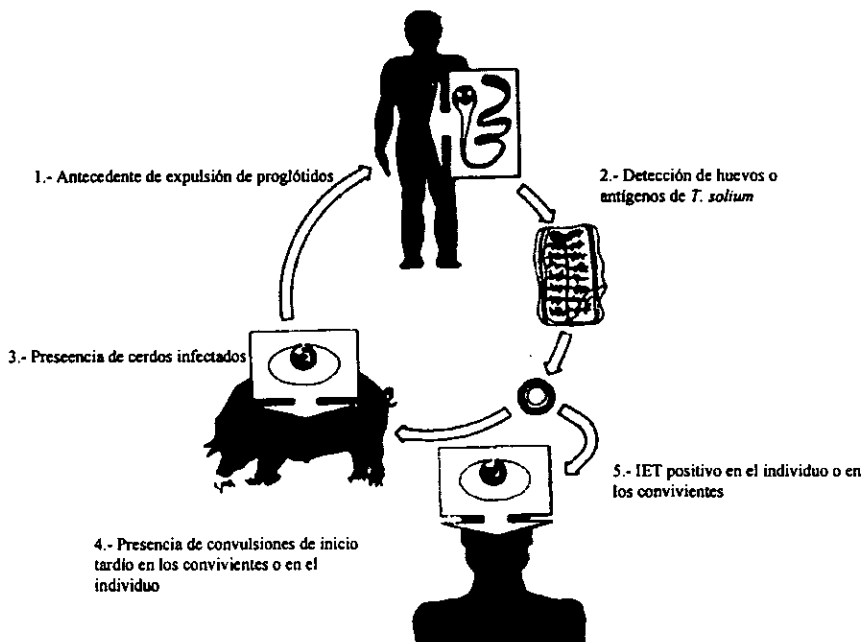 1.- Antecedente de expulsión de proglótidos
2.- Detección de huevos o
antígenos de T. solium
3.- Preseencia de cerdos infectados
5.- IET positivo en el individuo o en
los convivientes
4.- Presencia de convulsiones de inicio
tardío en los convivientes o en el
individuo